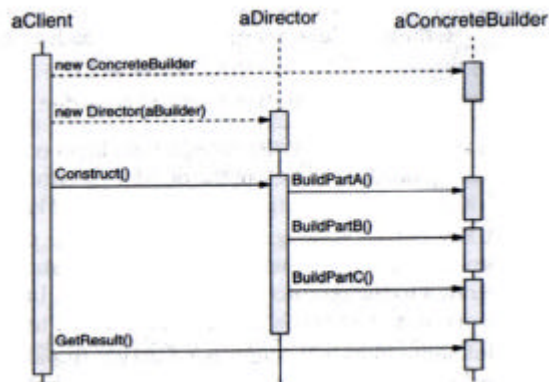 aClient aDirector aConcreteBuilder
new ConcreteBuilder
new Director(aBuilder)
Construct()
BuildPartA()
BuildPartB()
BuildPartC()
GetResult()